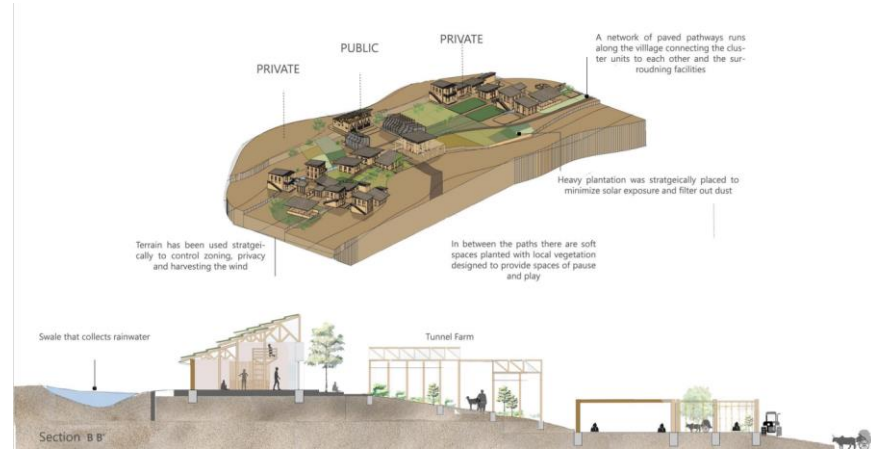 PRIVATE
PUBLIC
PRIVATE
A network of paved pathways runs
along the villlage connecting the clus-
ter units to each other and the sur-
roudning facilities
Heavy plantation was stratgeically placed to
minimize solar exposure and filter out dust
Terrain has been used stratgei-
cally to control zoning, privacy
and harvesting the wind
In between the paths there are soft
spaces planted with local vegetation
designed to provide spaces of pause
and play
Swale that collects rainwater
Tunnel Farm
Section B B'